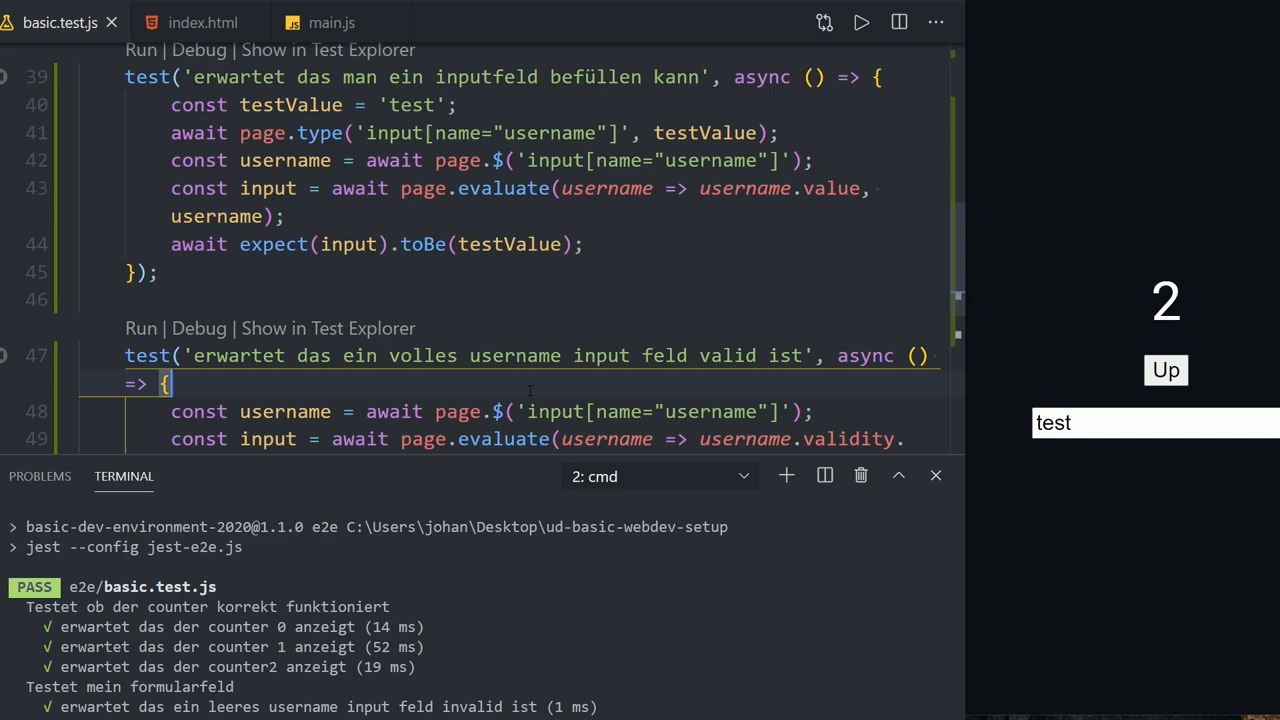 basic.test.js
index.html
JS main.js
Run | Debug | Show in Test Explorer
39 test('erwartet das man ein inputfeld befüllen kann', async () => {
40 const testValue = 'test';
41 await page.type('input[name="username"]', testValue);
42 const username = await page.$('input[name="username"]');
43 const input = await page.evaluate(username => username.value,
username);
44 await expect(input).toBe(testValue);
45 });
46
Run | Debug | Show in Test Explorer
47 test('erwartet das ein volles username input feld valid ist', async ()
=> {
48 const username = await page.$('input[name="username"]');
49 const input = await page.evaluate(username => username.validity.
2
Up
test
PROBLEMS TERMINAL 2: cmd
> basic-dev-environment-2020@1.1.0 e2e C:\Users\johan\Desktop\ud-basic-webdev-setup
> jest --config jest-e2e.js
PASS e2e/basic.test.js
Testet ob der counter korrekt funktioniert
√ erwartet das der counter 0 anzeigt (14 ms)
√ erwartet das der counter 1 anzeigt (52 ms)
√ erwartet das der counter2 anzeigt (19 ms)
Testet mein formularfeld
√ erwartet das ein leeres username input feld invalid ist (1 ms)